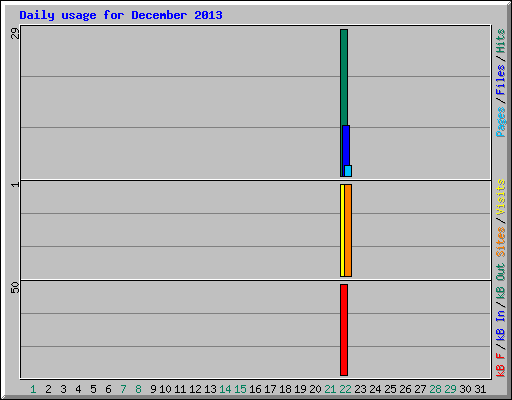 Daily usage for December 2013
29
1
50
Pages / Files / Hits
Sites / Visits
kB F / kB In / kB Out
1 2 3 4 5 6 7 8 9 10 11 12 13 14 15 16 17 18 19 20 21 22 23 24 25 26 27 28 29 30 31